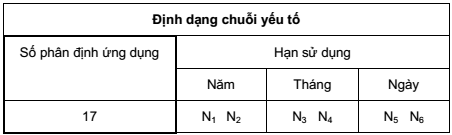 Định dạng chuỗi yếu tố
Số phân định ứng dụng
Hạn sử dụng
Năm Tháng Ngày
17 N₁ N₂ N₃ N₄ N₅ N₆